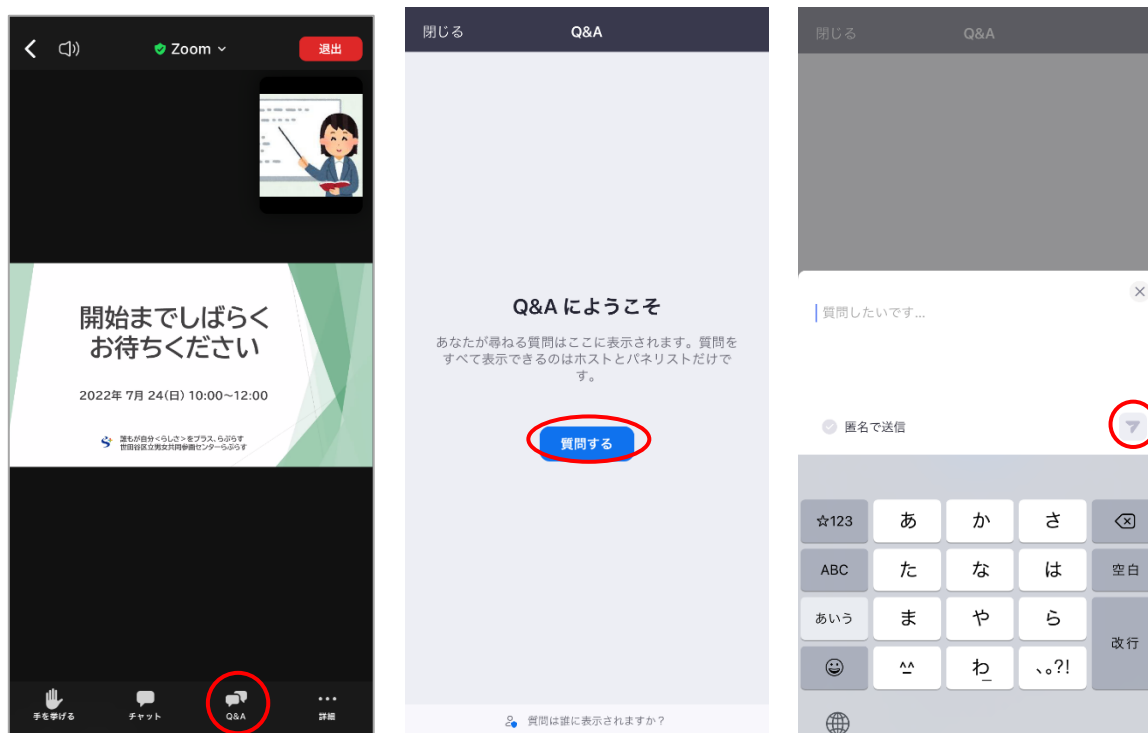 Zoom
退出
開始までしばらく
お待ちください
2022年 7月 24(日) 10:00~12:00
誰もが自分<らしさ>をプラス、らぷらす
世田谷区立男女共同参画センターらぷらす
手を挙げる
チャット
Q&A
詳細
閉じる
Q&A
Q&A にようこそ
あなたが尋ねる質問はここに表示されます。質問を
すべて表示できるのはホストとパネリストだけで
す。
質問する
質問は誰に表示されますか？
閉じる
Q&A
質問したいです...
匿名で送信
☆123 あ か さ
ABC た な は 空白
あいう ま や ら
改行
^^ わ 、。?!